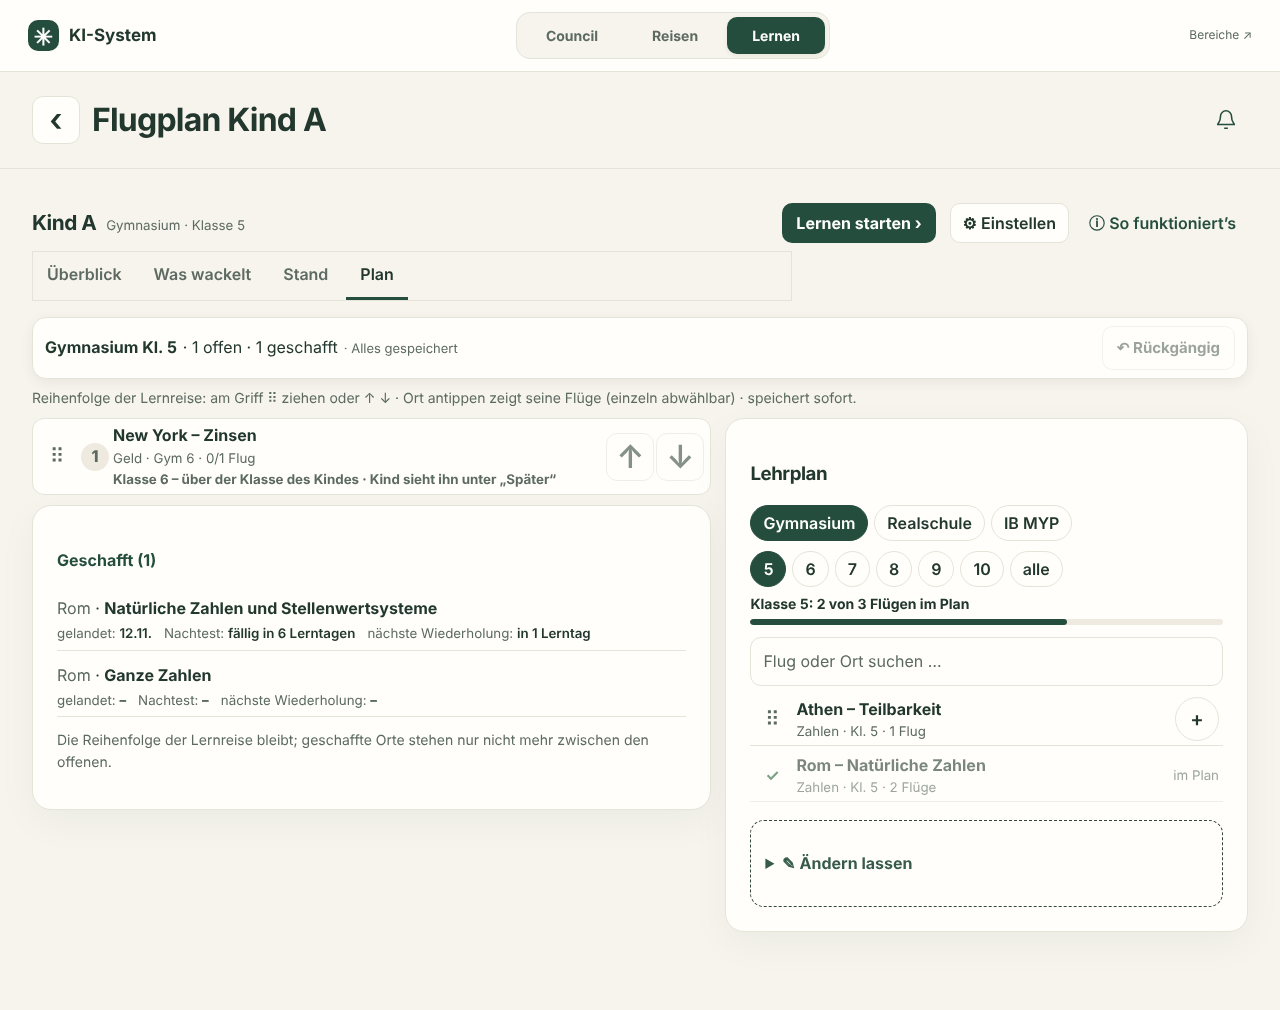 KI-System
Council
Reisen
Lernen
Bereiche ↗
‹ Flugplan Kind A
Kind A Gymnasium · Klasse 5
Lernen starten ›
⚙ Einstellen
ⓘ So funktioniert’s
Überblick
Was wackelt
Stand
Plan
Gymnasium Kl. 5 · 1 offen · 1 geschafft · Alles gespeichert
↶ Rückgängig
Reihenfolge der Lernreise: am Griff ⠿ ziehen oder ↑ ↓ · Ort antippen zeigt seine Flüge (einzeln abwählbar) · speichert sofort.
⠿ 1 New York – Zinsen
Geld · Gym 6 · 0/1 Flug
Klasse 6 – über der Klasse des Kindes · Kind sieht ihn unter „Später“
↑ ↓
Geschafft (1)
Rom · Natürliche Zahlen und Stellenwertsysteme
gelandet: 12.11. Nachtest: fällig in 6 Lerntagen nächste Wiederholung: in 1 Lerntag
Rom · Ganze Zahlen
gelandet: – Nachtest: – nächste Wiederholung: –
Die Reihenfolge der Lernreise bleibt; geschaffte Orte stehen nur nicht mehr zwischen den
offenen.
Lehrplan
Gymnasium Realschule IB MYP
5 6 7 8 9 10 alle
Klasse 5: 2 von 3 Flügen im Plan
Flug oder Ort suchen …
⠿ Athen – Teilbarkeit
Zahlen · Kl. 5 · 1 Flug
+
✓ Rom – Natürliche Zahlen
Zahlen · Kl. 5 · 2 Flüge
im Plan
▶ ✎ Ändern lassen